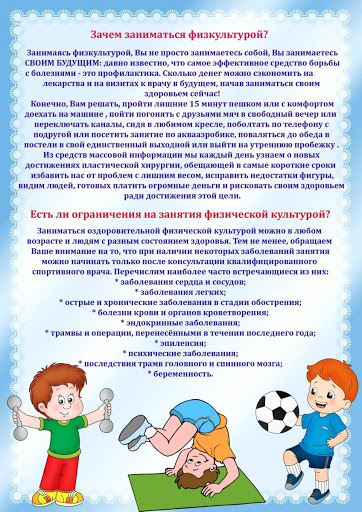 Зачем заниматься физкультурой?
Занимаясь физкультурой, Вы не просто занимаетесь собой, Вы занимаетесь
СВОИМ БУДУЩИМ: давно известно, что самое эффективное средство борьбы
с болезнями - это профилактика. Сколько денег можно сэкономить на
лекарства и на визитах к врачу в будущем, начав заниматься своим
здоровьем сейчас!
Конечно, Вам решать, пройти лишние 15 минут пешком или с комфортом
доехать на машине , пойти погонять с друзьями мяч в свободный вечер или
переключать каналы, сидя в любимом кресле, поболтать по телефону с
подругой или посетить занятие по акваaэробике, поваляться до обеда в
постели в свой единственный выходной или выйти на утреннюю пробежку .
Из средств массовой информации мы каждый день узнаем о новых
достижениях пластической хирургии, обещающей в самые короткие сроки
избавить нас от проблем с лишним весом, исправить недостатки фигуры,
видим людей, готовых платить огромные деньги и рисковать своим здоровьем
ради достижения этой цели.
Есть ли ограничения на занятия физической культурой?
Заниматься оздоровительной физической культурой можно в любом
возрасте и людям с разным состоянием здоровья. Тем не менее, обращаем
Ваше внимание на то, что при наличии некоторых заболеваний занятия
можно начинать только после консультации квалифицированного
спортивного врача. Перечислим наиболее часто встречающиеся из них:
* заболевания сердца и сосудов;
* заболевания легких;
* острые и хронические заболевания в стадии обострения;
* болезни крови и органов кроветворения;
* эндокринные заболевания;
* травмы и операции, перенесёнными в течении последнего года;
* эпилепсия;
* психические заболевания;
* последствия травм головного и спинного мозга;
* беременность.